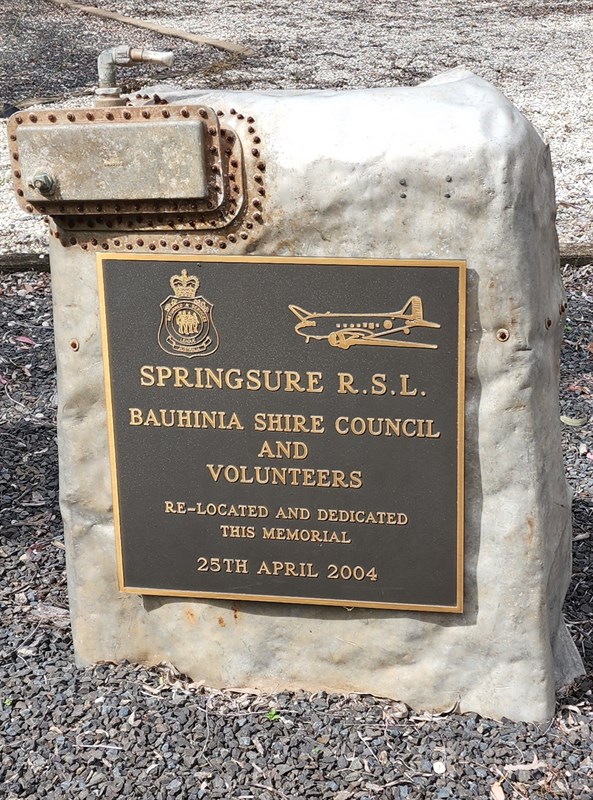 SPRINGSURE R.S.L.
BAUHINIA SHIRE COUNCIL
AND
VOLUNTEERS
RE-LOCATED AND DEDICATED
THIS MEMORIAL
25TH APRIL 2004